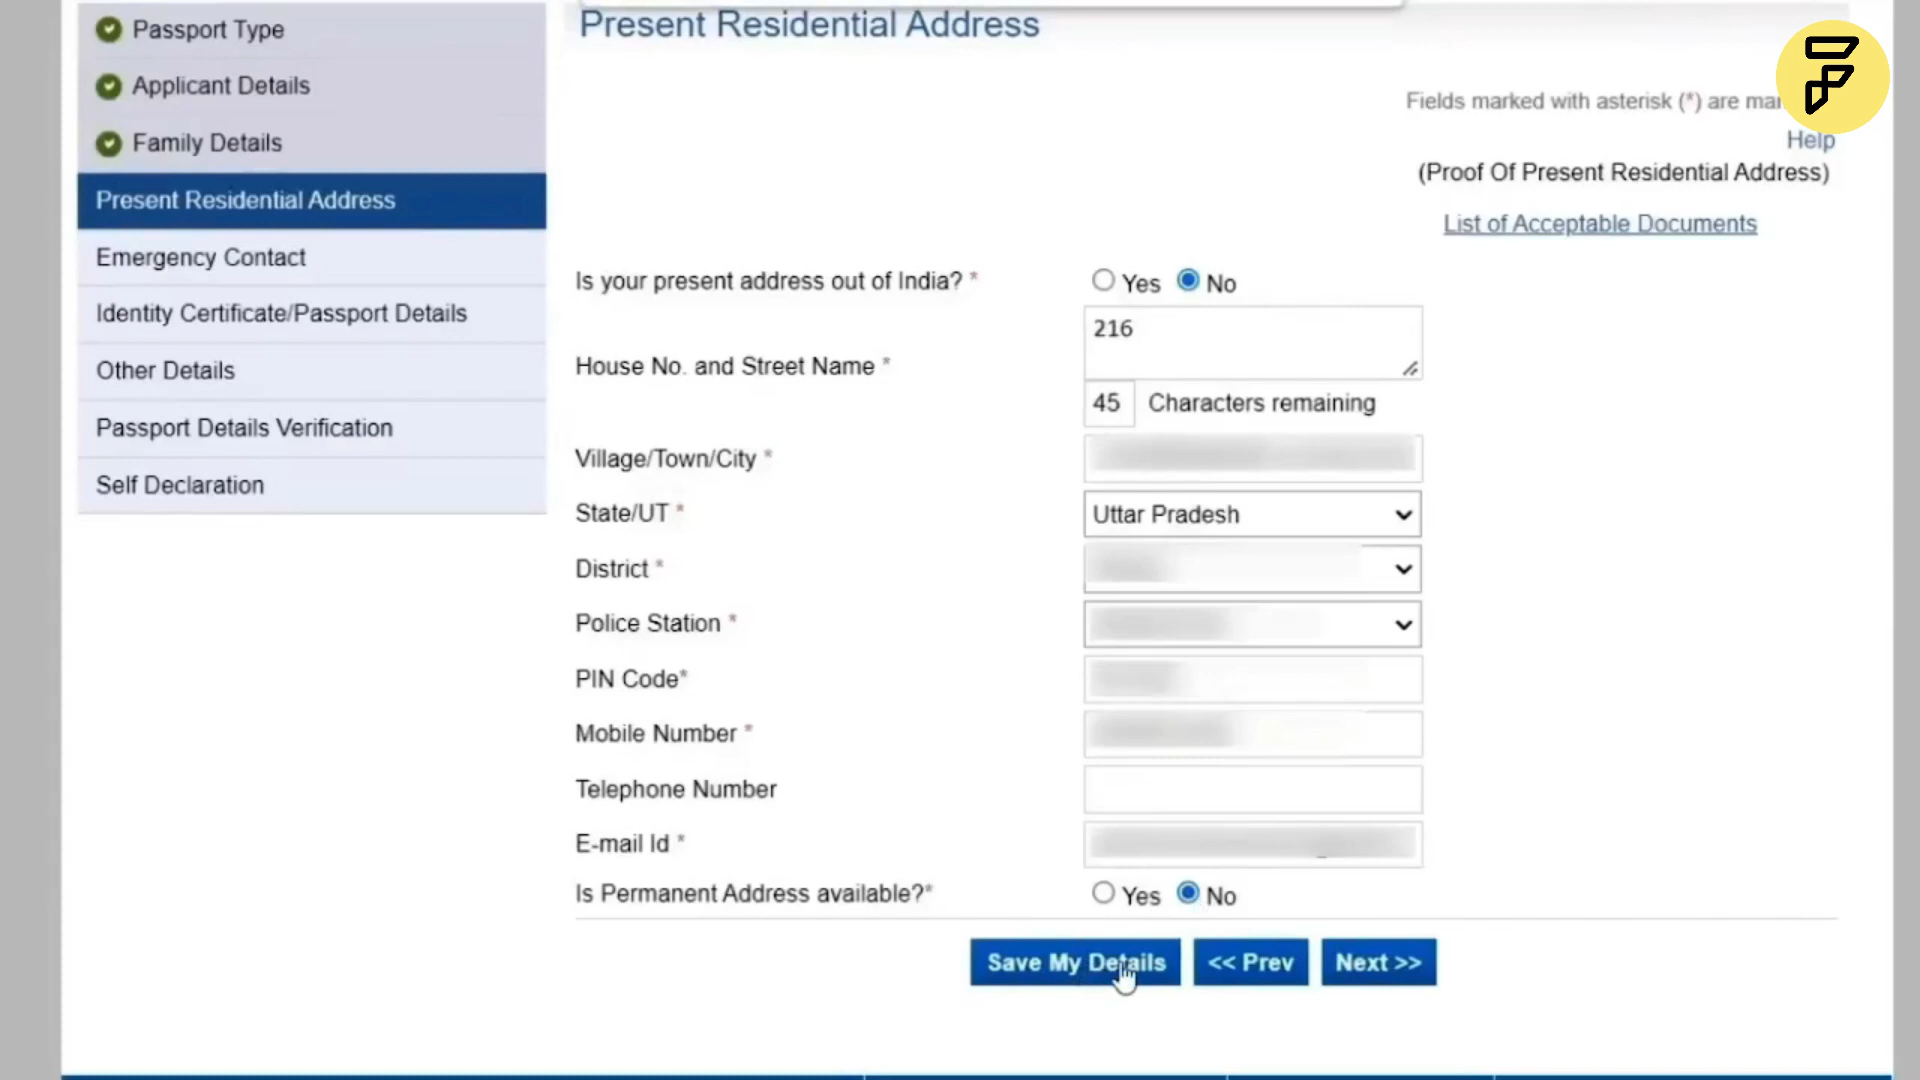 Passport Type
Applicant Details
Family Details
Present Residential Address
Emergency Contact
Identity Certificate/Passport Details
Other Details
Passport Details Verification
Self Declaration
Present Residential Address
Fields marked with asterisk (*) are
Help
(Proof Of Present Residential Address)
List of Acceptable Documents
Is your present address out of India? * Yes No
House No. and Street Name * 216
45 Characters remaining
Village/Town/City *
State/UT * Uttar Pradesh
District *
Police Station *
PIN Code*
Mobile Number *
Telephone Number
E-mail Id *
Is Permanent Address available?* Yes No
Save My Details << Prev Next >>